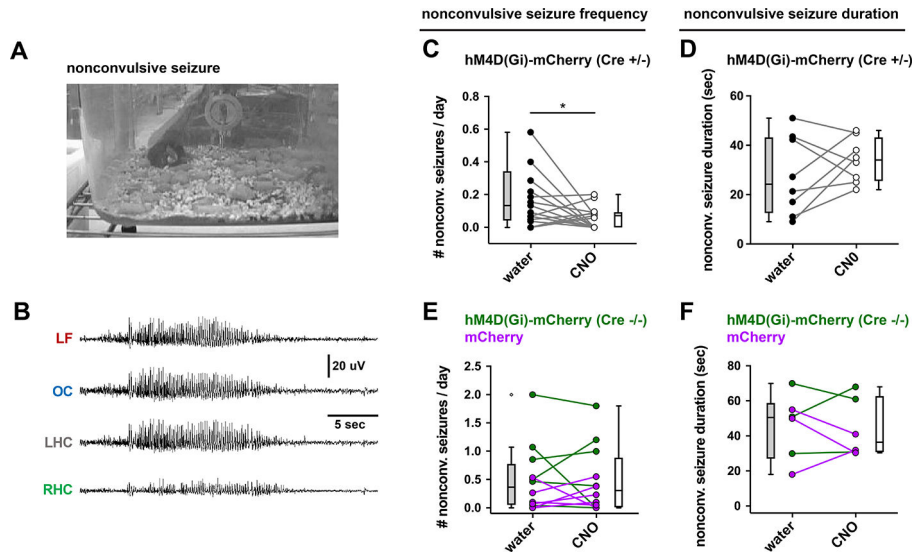 nonconvulsive seizure frequency
nonconvulsive seizure duration
A
nonconvulsive seizure
C
hM4D(Gi)-mCherry (Cre +/-)
# nonconv. seizures / day
0.8
0.6
0.4
0.2
0.0
*
water
CNO
D
hM4D(Gi)-mCherry (Cre +/-)
nonconv. seizure duration (sec)
60
40
20
0
water
CN0
B
LF
OC
LHC
RHC
20 uV
5 sec
E
hM4D(Gi)-mCherry (Cre -/-)
mCherry
# nonconv. seizures / day
2.5
2.0
1.5
1.0
0.5
0.0
water
CNO
F
hM4D(Gi)-mCherry (Cre -/-)
mCherry
nonconv. seizure duration (sec)
80
60
40
20
0
water
CNO